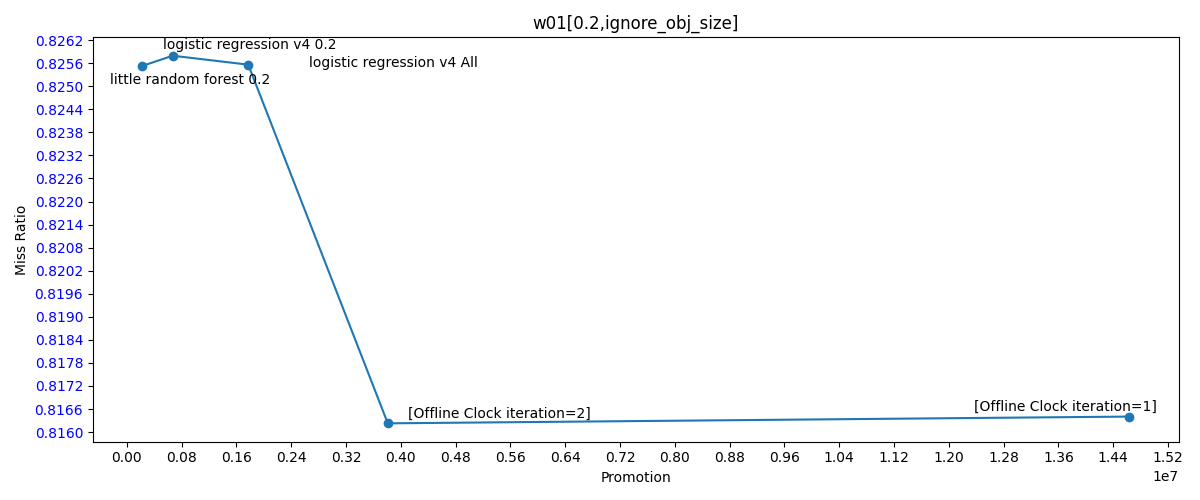 w01[0.2,ignore_obj_size]
Miss Ratio
0.8262
0.8256
0.8250
0.8244
0.8238
0.8232
0.8226
0.8220
0.8214
0.8208
0.8202
0.8196
0.8190
0.8184
0.8178
0.8172
0.8166
0.8160
logistic regression v4 0.2
logistic regression v4 All
little random forest 0.2
[Offline Clock iteration=2]
[Offline Clock iteration=1]
0.00 0.08 0.16 0.24 0.32 0.40 0.48 0.56 0.64 0.72 0.80 0.88 0.96 1.04 1.12 1.20 1.28 1.36 1.44 1.52
1e7
Promotion